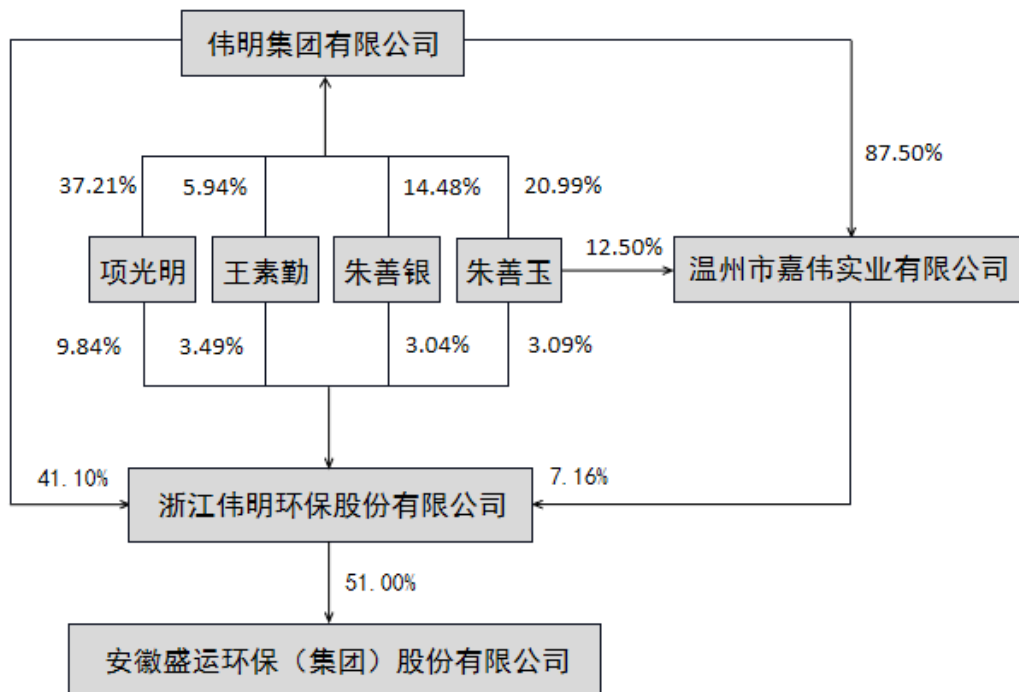 伟明集团有限公司
87.50%
37.21%
5.94%
14.48%
20.99%
项光明
王素勤
朱善银
朱善玉
12.50%
温州市嘉伟实业有限公司
9.84%
3.49%
3.04%
3.09%
41.10%
7.16%
浙江伟明环保股份有限公司
51.00%
安徽盛运环保（集团）股份有限公司